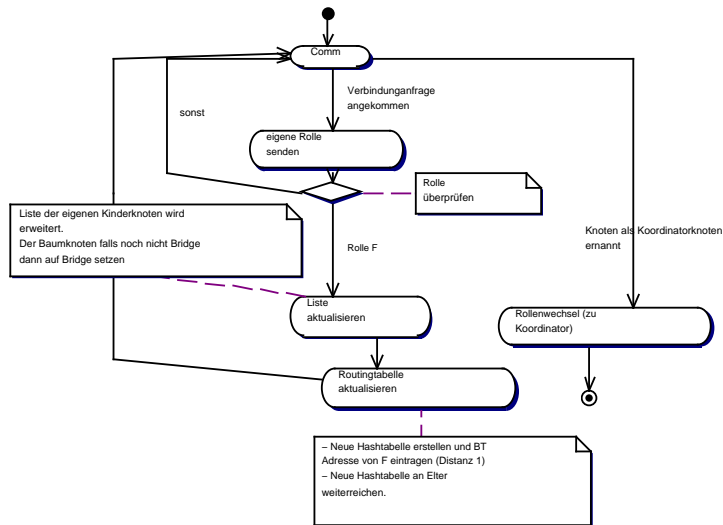 Comm
Verbindunganfrage
angekommen
sonst
eigene Rolle
senden
Rolle
überprüfen
Liste der eigenen Kinderknoten wird
erweitert.
Der Baumknoten falls noch nicht Bridge
dann auf Bridge setzen
Rolle F
Knoten als Koordinatorknoten
ernannt
Liste
aktualisieren
Rollenwechsel (zu
Koordinator)
Routingtabelle
aktualisieren
– Neue Hashtabelle erstellen und BT
Adresse von F eintragen (Distanz 1)
– Neue Hashtabelle an Elter
weiterreichen.